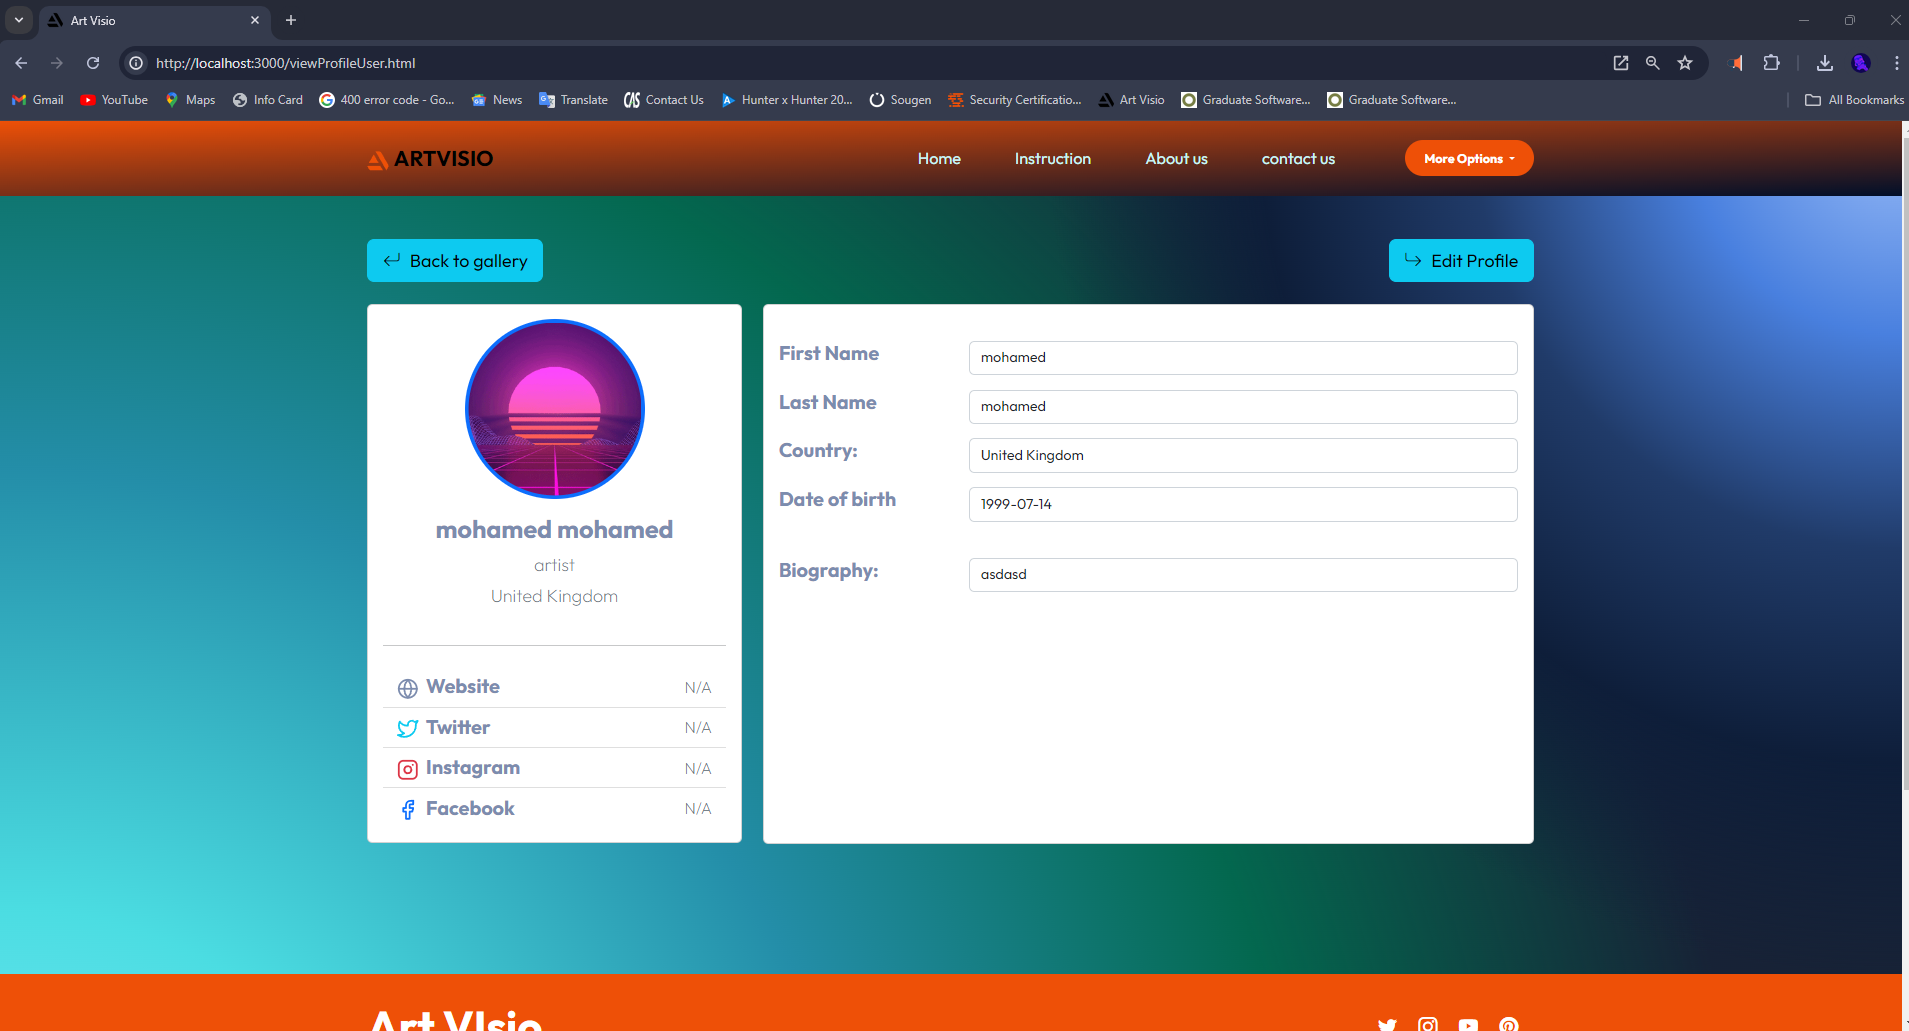 Art Visio
http://localhost:3000/viewProfileUser.html
Gmail YouTube Maps Info Card 400 error code - Go... News Translate Contact Us Hunter x Hunter 20... Sougen Security Certificatio... Art Visio Graduate Software... Graduate Software... All Bookmarks
ARTVISIO Home Instruction About us contact us More Options
Back to gallery Edit Profile
mohamed mohamed
artist
United Kingdom
Website N/A
Twitter N/A
Instagram N/A
Facebook N/A
First Name mohamed
Last Name mohamed
Country: United Kingdom
Date of birth 1999-07-14
Biography: asdasd
Art VIsio